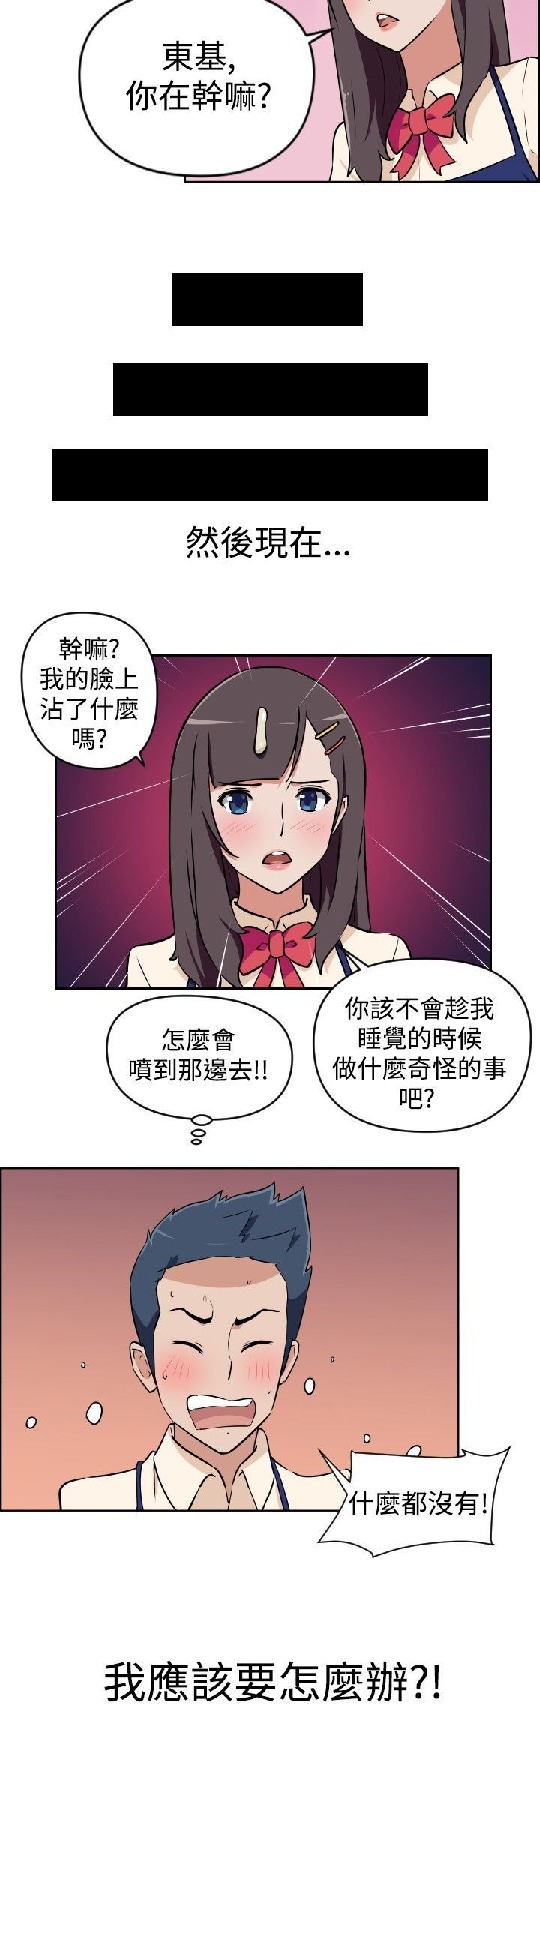 東基,
你在幹嘛?
然後現在...
幹嘛?
我的臉上
沾了什麼
嗎?
你該不會趁我
睡覺的時候
做什麼奇怪的事
吧?
怎麼會
噴到那邊去!!
什麼都沒有!
我應該要怎麼辦?!